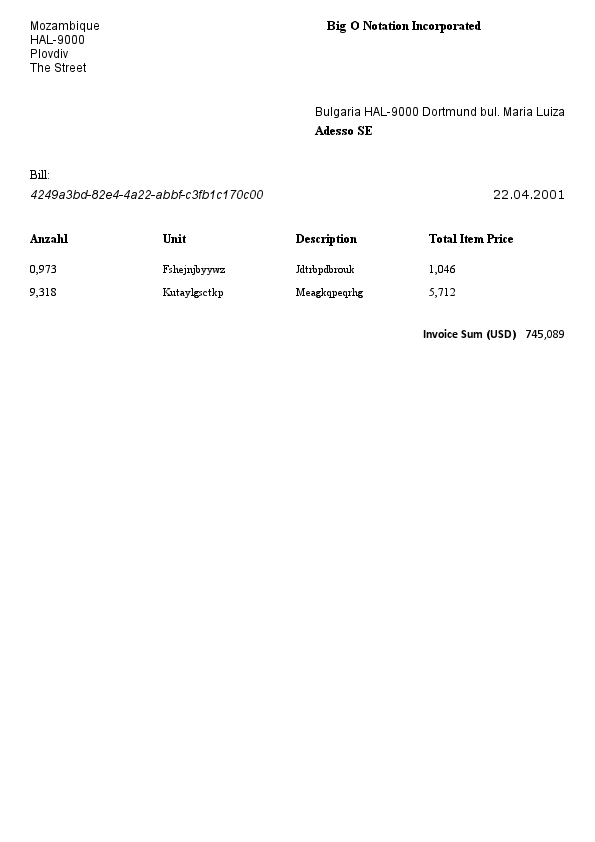 Mozambique
HAL-9000
Plovdiv
The Street
Big O Notation Incorporated
Bulgaria HAL-9000 Dortmund bul. Maria Luiza
Adesso SE
Bill:
4249a3bd-82e4-4a22-abbf-c3fb1c170c00 22.04.2001
Anzahl Unit Description Total Item Price
0,973 Fshejnjbyywz Jdtrbpdbrouk 1,046
9,318 Kutaylgsctkp Meagkqpeqrhg 5,712
Invoice Sum (USD) 745,089